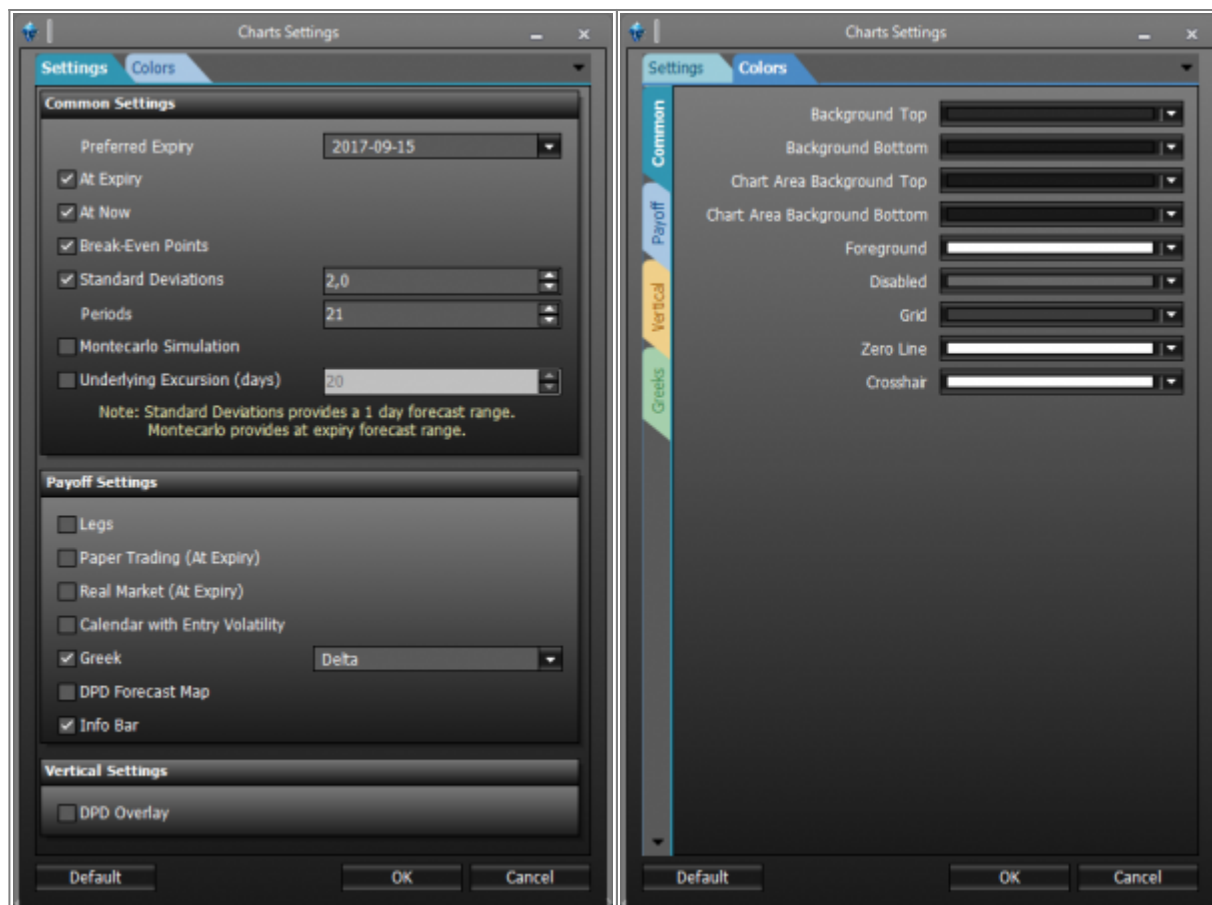 Charts Settings
Settings
Colors
Common Settings
Preferred Expiry
2017-09-15
At Expiry
At Now
Break-Even Points
Standard Deviations
2,0
Periods
21
Montecarlo Simulation
Underlying Excursion (days)
20
Note: Standard Deviations provides a 1 day forecast range.
Montecarlo provides at expiry forecast range.
Payoff Settings
Legs
Paper Trading (At Expiry)
Real Market (At Expiry)
Calendar with Entry Volatility
Greek
Delta
DPD Forecast Map
Info Bar
Vertical Settings
DPD Overlay
Default
OK
Cancel
Charts Settings
Settings
Colors
Common
Payoff
Vertical
Greeks
Background Top
Background Bottom
Chart Area Background Top
Chart Area Background Bottom
Foreground
Disabled
Grid
Zero Line
Crosshair
Default
OK
Cancel